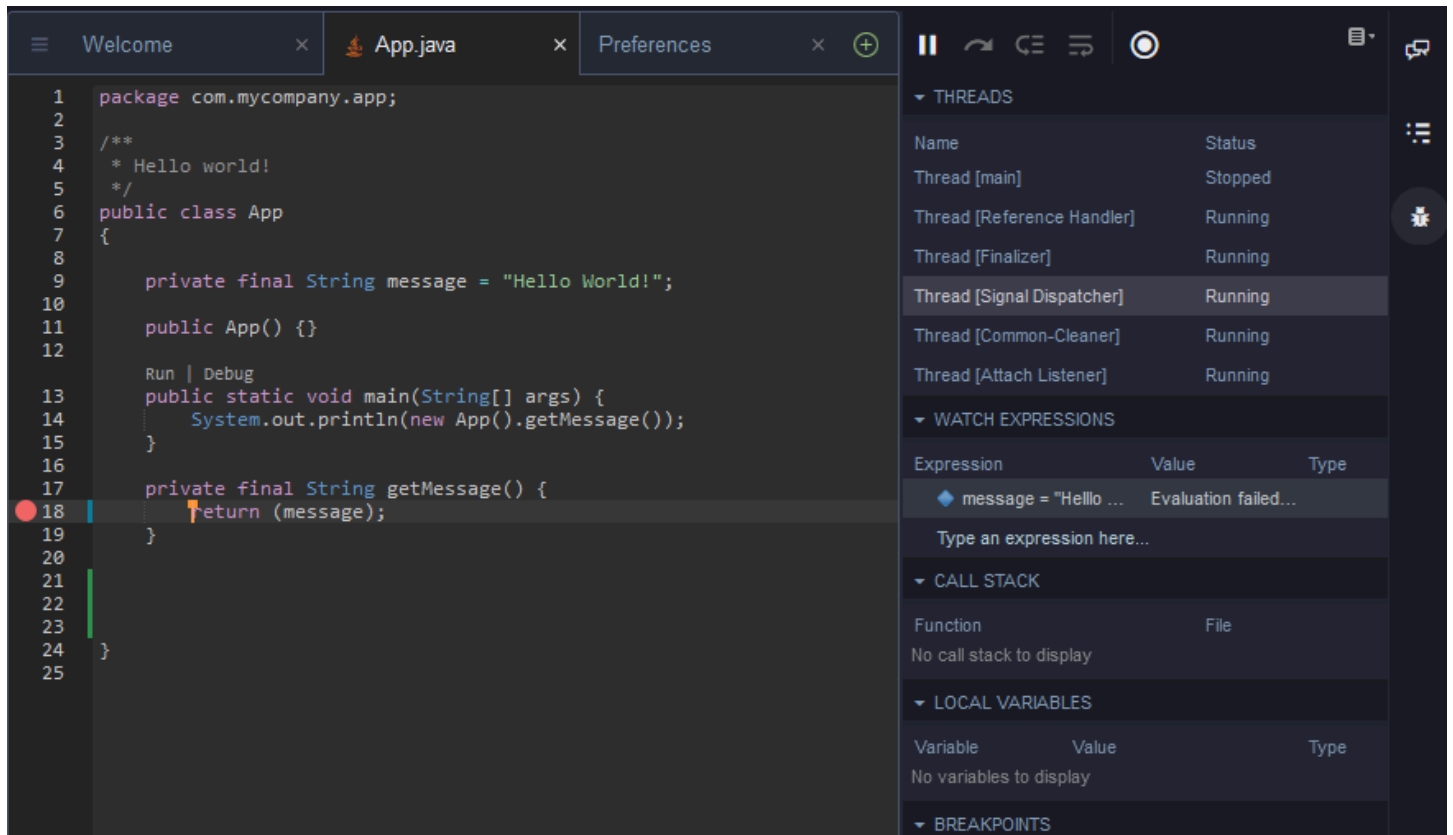 Welcome × App.java × Preferences ×
1 package com.mycompany.app;
2
3 /**
4  * Hello world!
5  */
6 public class App
7 {
8
9     private final String message = "Hello World!";
10
11     public App() {}
12
Run | Debug
13     public static void main(String[] args) {
14         System.out.println(new App().getMessage());
15     }
16
17     private final String getMessage() {
18         return (message);
19     }
20
21
22
23
24 }
25
THREADS
Name Status
Thread [main] Stopped
Thread [Reference Handler] Running
Thread [Finalizer] Running
Thread [Signal Dispatcher] Running
Thread [Common-Cleaner] Running
Thread [Attach Listener] Running
WATCH EXPRESSIONS
Expression Value Type
message = "Helllo ... Evaluation failed...
Type an expression here...
CALL STACK
Function File
No call stack to display
LOCAL VARIABLES
Variable Value Type
No variables to display
BREAKPOINTS